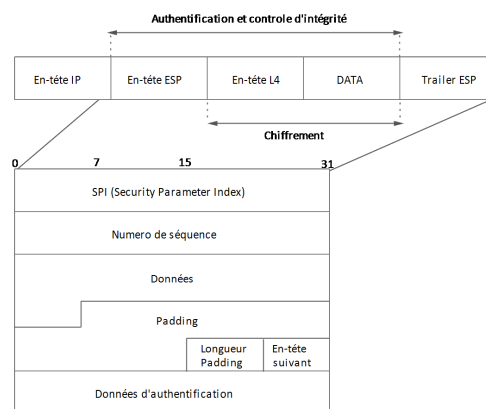 Authentification et controle d'intégrité
En-téte IP
En-téte ESP
En-téte L4
DATA
Trailer ESP
Chiffrement
0 7 15 31
SPI (Security Parameter Index)
Numero de séquence
Données
Padding
Longueur
Padding
En-téte
suivant
Données d'authentification